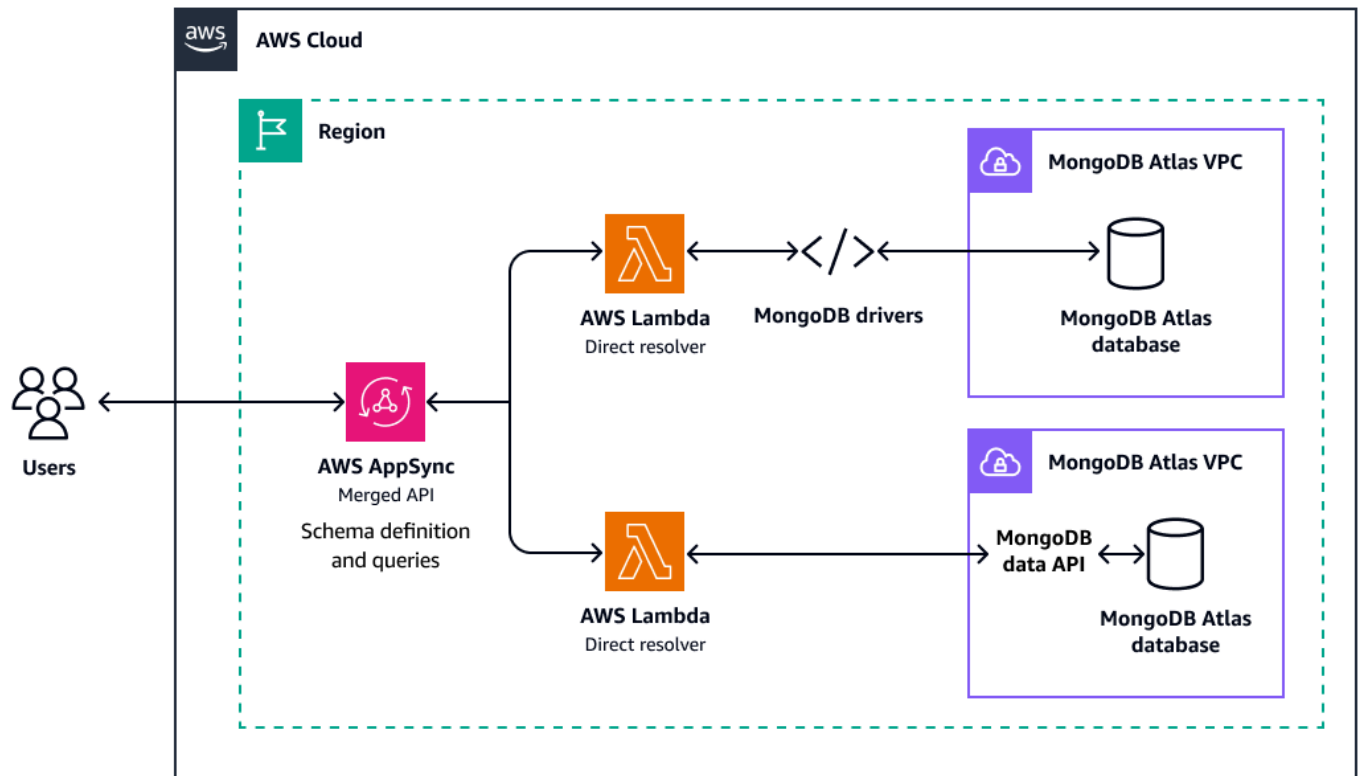 aws
AWS Cloud
Region
MongoDB Atlas VPC
</>
AWS Lambda
Direct resolver
MongoDB drivers
MongoDB Atlas
database
Users
AWS AppSync
Merged API
Schema definition
and queries
MongoDB Atlas VPC
MongoDB
data API
AWS Lambda
Direct resolver
MongoDB Atlas
database